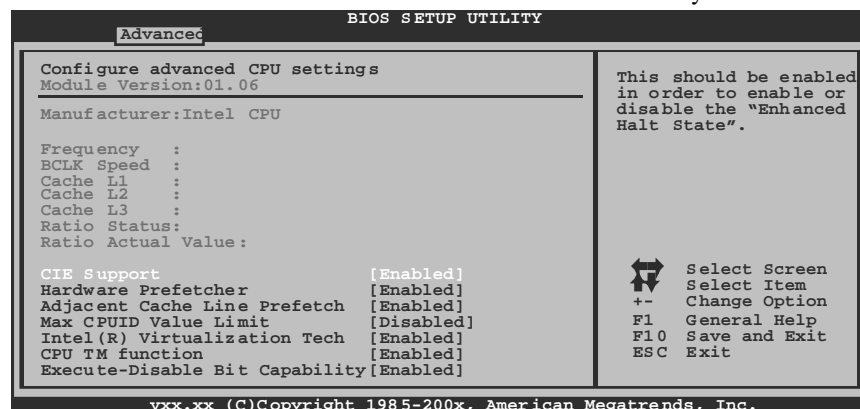 BIOS SETUP UTILITY
Advanced
Configure advanced CPU settings
Module Version:01.06
Manufacturer:Intel CPU
Frequency :
BCLK Speed :
Cache L1 :
Cache L2 :
Cache L3 :
Ratio Status:
Ratio Actual Value:
CIE Support [Enabled]
Hardware Prefetcher [Enabled]
Adjacent Cache Line Prefetch [Enabled]
Max CPUID Value Limit [Disabled]
Intel(R) Virtualization Tech [Enabled]
CPU TM function [Enabled]
Execute-Disable Bit Capability [Enabled]
This should be enabled
in order to enable or
disable the “Enhanced
Halt State”.
Select Screen
Select Item
+- Change Option
F1 General Help
F10 Save and Exit
ESC Exit
vxx.xx (C)Copyright 1985-200x, American Megatrends, Inc.